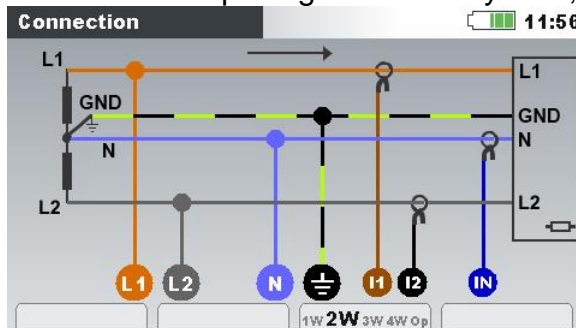 Connection 11:56
L1 L1
GND GND
N N
L2 L2
L1 L2 N I1 I2 IN
1W 2W 3W 4W Op